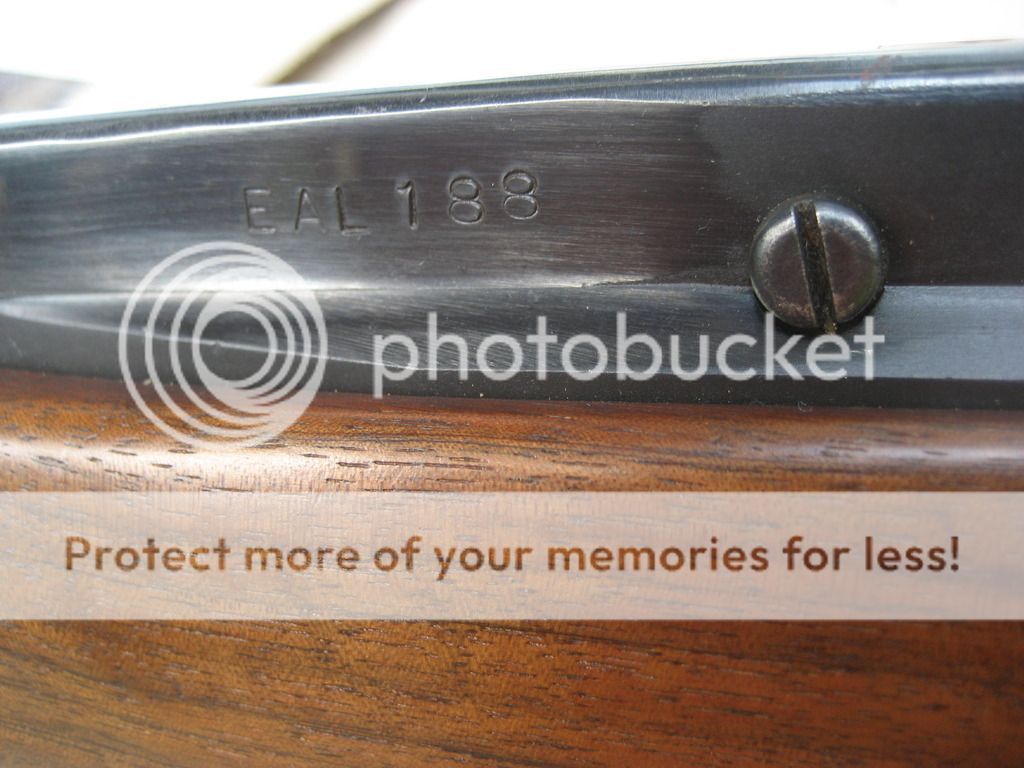 EAL 188
photobucket
Protect more of your memories for less!